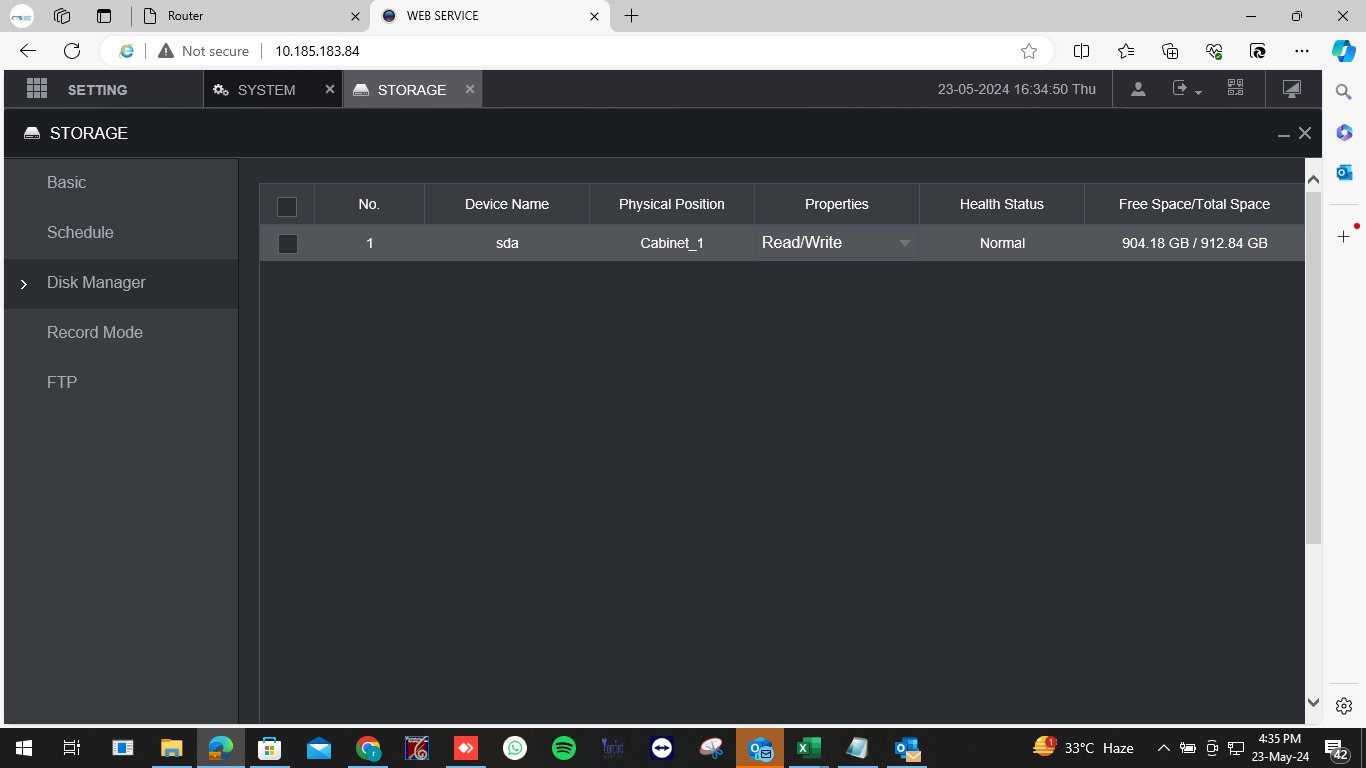 Router
WEB SERVICE
Not secure
10.185.183.84
SETTING
SYSTEM
STORAGE
23-05-2024 16:34:50 Thu
STORAGE
Basic
Schedule
Disk Manager
Record Mode
FTP
No. Device Name Physical Position Properties Health Status Free Space/Total Space
1 sda Cabinet_1 Read/Write Normal 904.18 GB / 912.84 GB
1
33°C Haze
4:35 PM
23-May-24
42